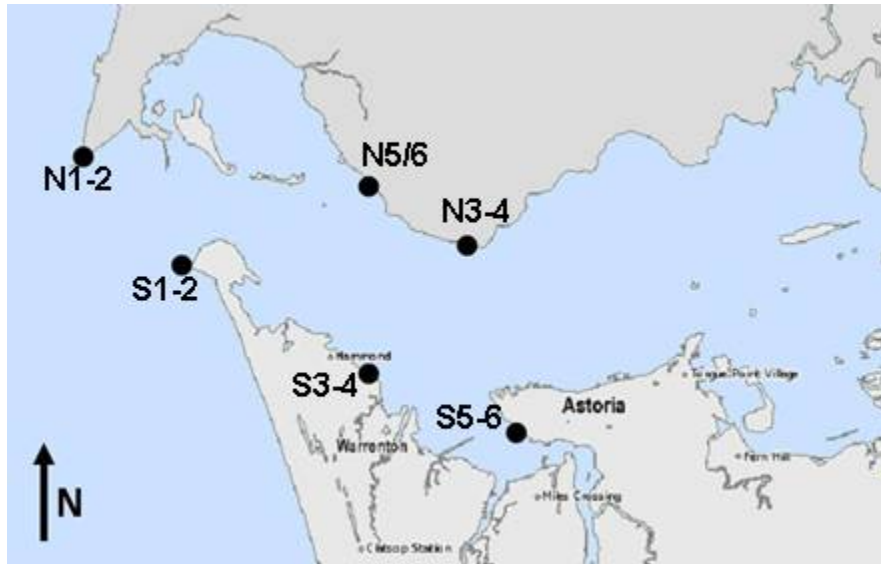 N1-2
N5/6
N3-4
S1-2
Hammond
S3-4
Tongue Point Village
Astoria
S5-6
Warrenton
Fern Hill
Miles Crossing
N
Clatsop Station